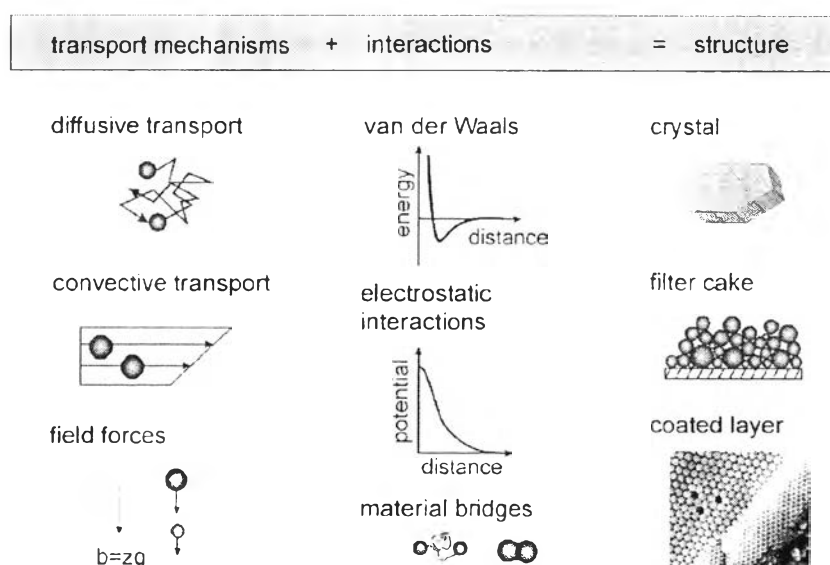 transport mechanisms + interactions = structure
diffusive transport
van der Waals
crystal
energy
distance
convective transport
electrostatic
interactions
filter cake
potential
distance
field forces
coated layer
material bridges
b=zg